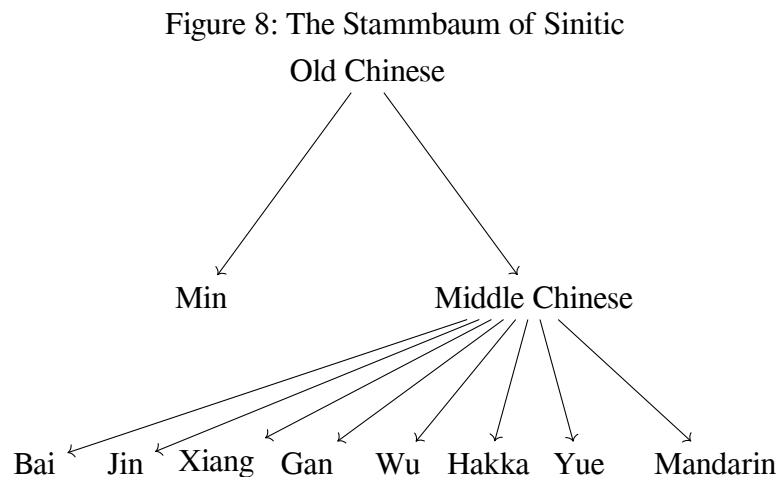 Figure 8: The Stammbaum of Sinitic
Old Chinese
Min Middle Chinese
Bai Jin Xiang Gan Wu Hakka Yue Mandarin